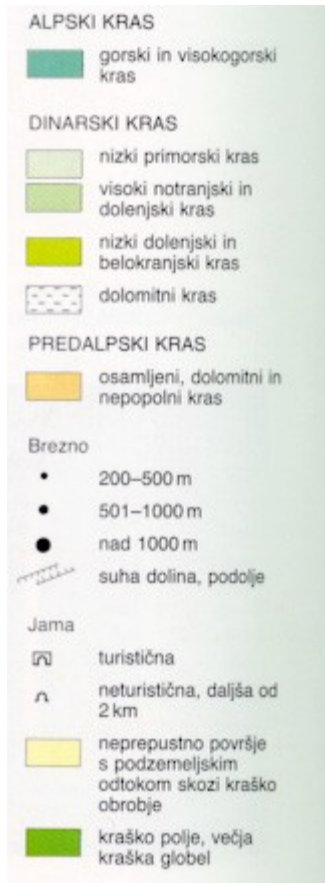 ALPSKI KRAS
gorski in visokogorski
kras
DINARSKI KRAS
nizki primorski kras
visoki notranjski in
dolenjski kras
nizki dolenjski in
belokranjski kras
dolomitni kras
PREDALPSKI KRAS
osamljeni, dolomitni in
nepopolni kras
Brezno
200–500 m
501–1000 m
nad 1000 m
suha dolina, podolje
Jama
turistična
neturistična, daljša od
2 km
neprepustno površje
s podzemeljskim
odtokom skozi kraško
obrobje
kraško polje, večja
kraška globel